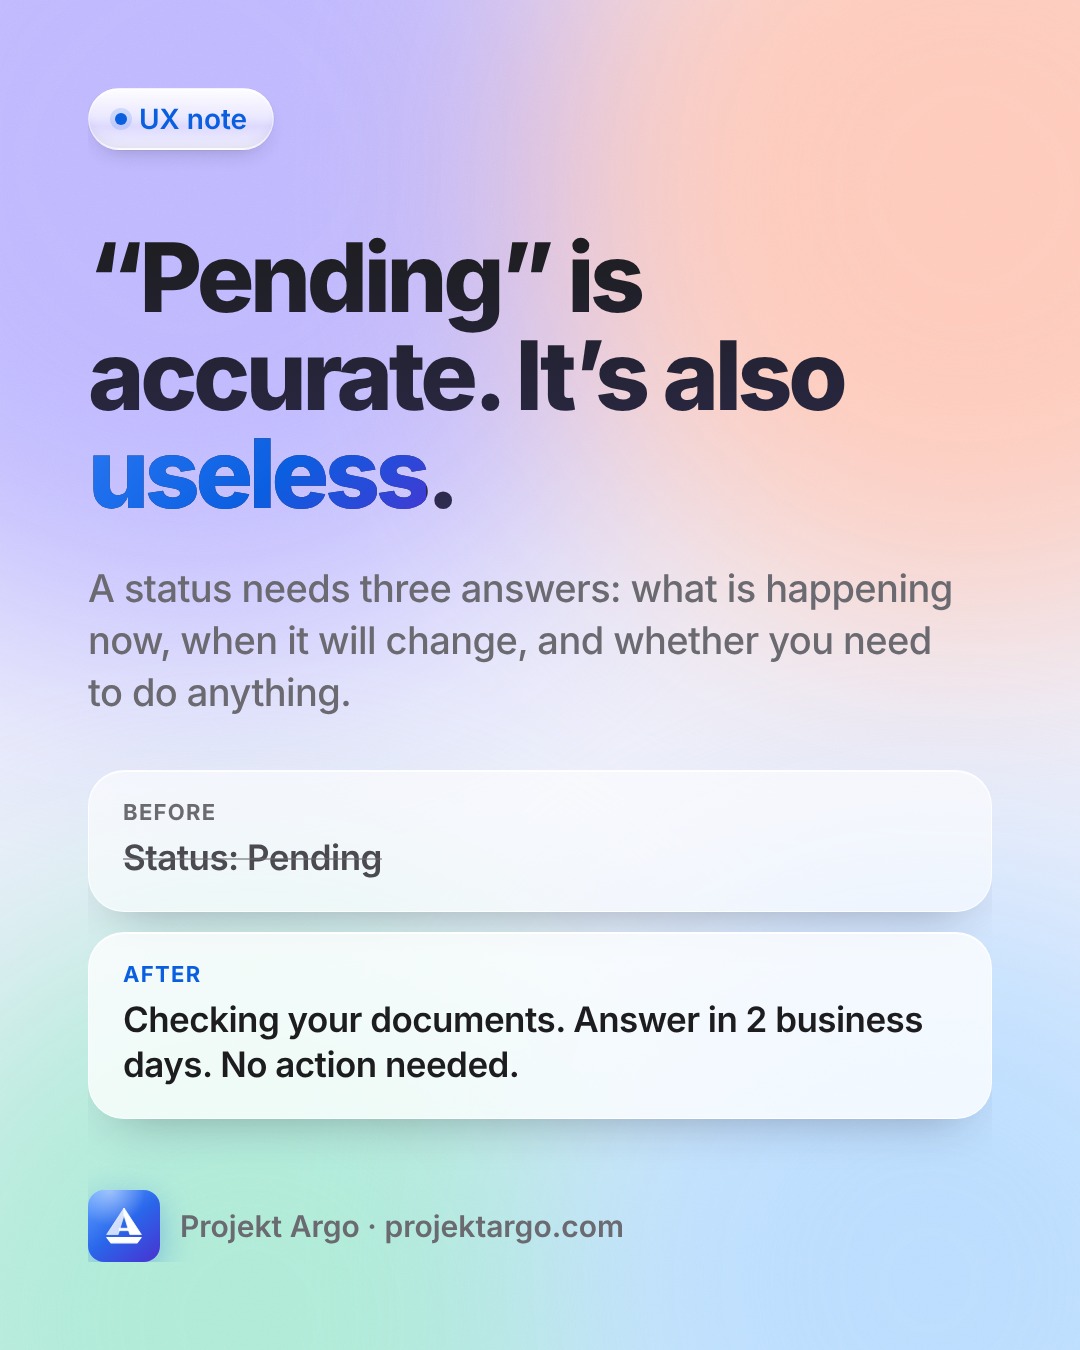 UX note
“Pending” is
accurate. It’s also
useless.
A status needs three answers: what is happening
now, when it will change, and whether you need
to do anything.
BEFORE
Status: Pending
AFTER
Checking your documents. Answer in 2 business
days. No action needed.
Projekt Argo · projektargo.com